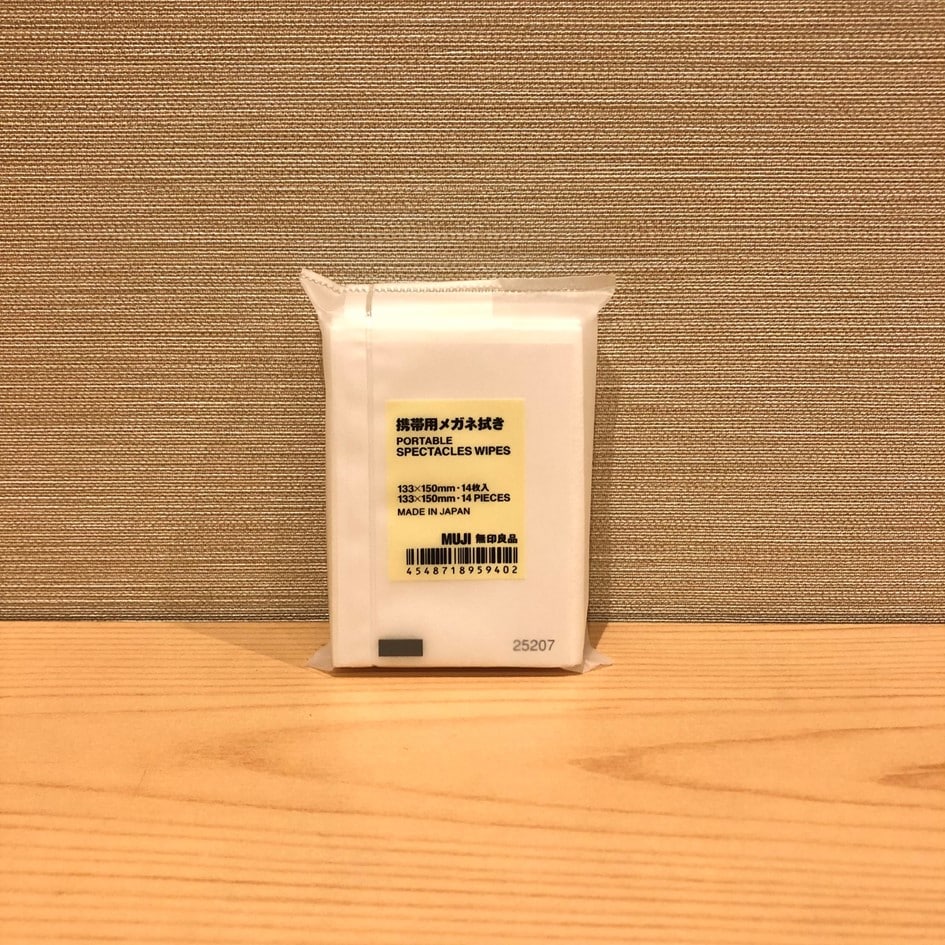 携帯用メガネ拭き
PORTABLE
SPECTACLES WIPES
133×150mm・14枚入
133×150mm・14 PIECES
MADE IN JAPAN
MUJI 無印良品
4548718959402
25207